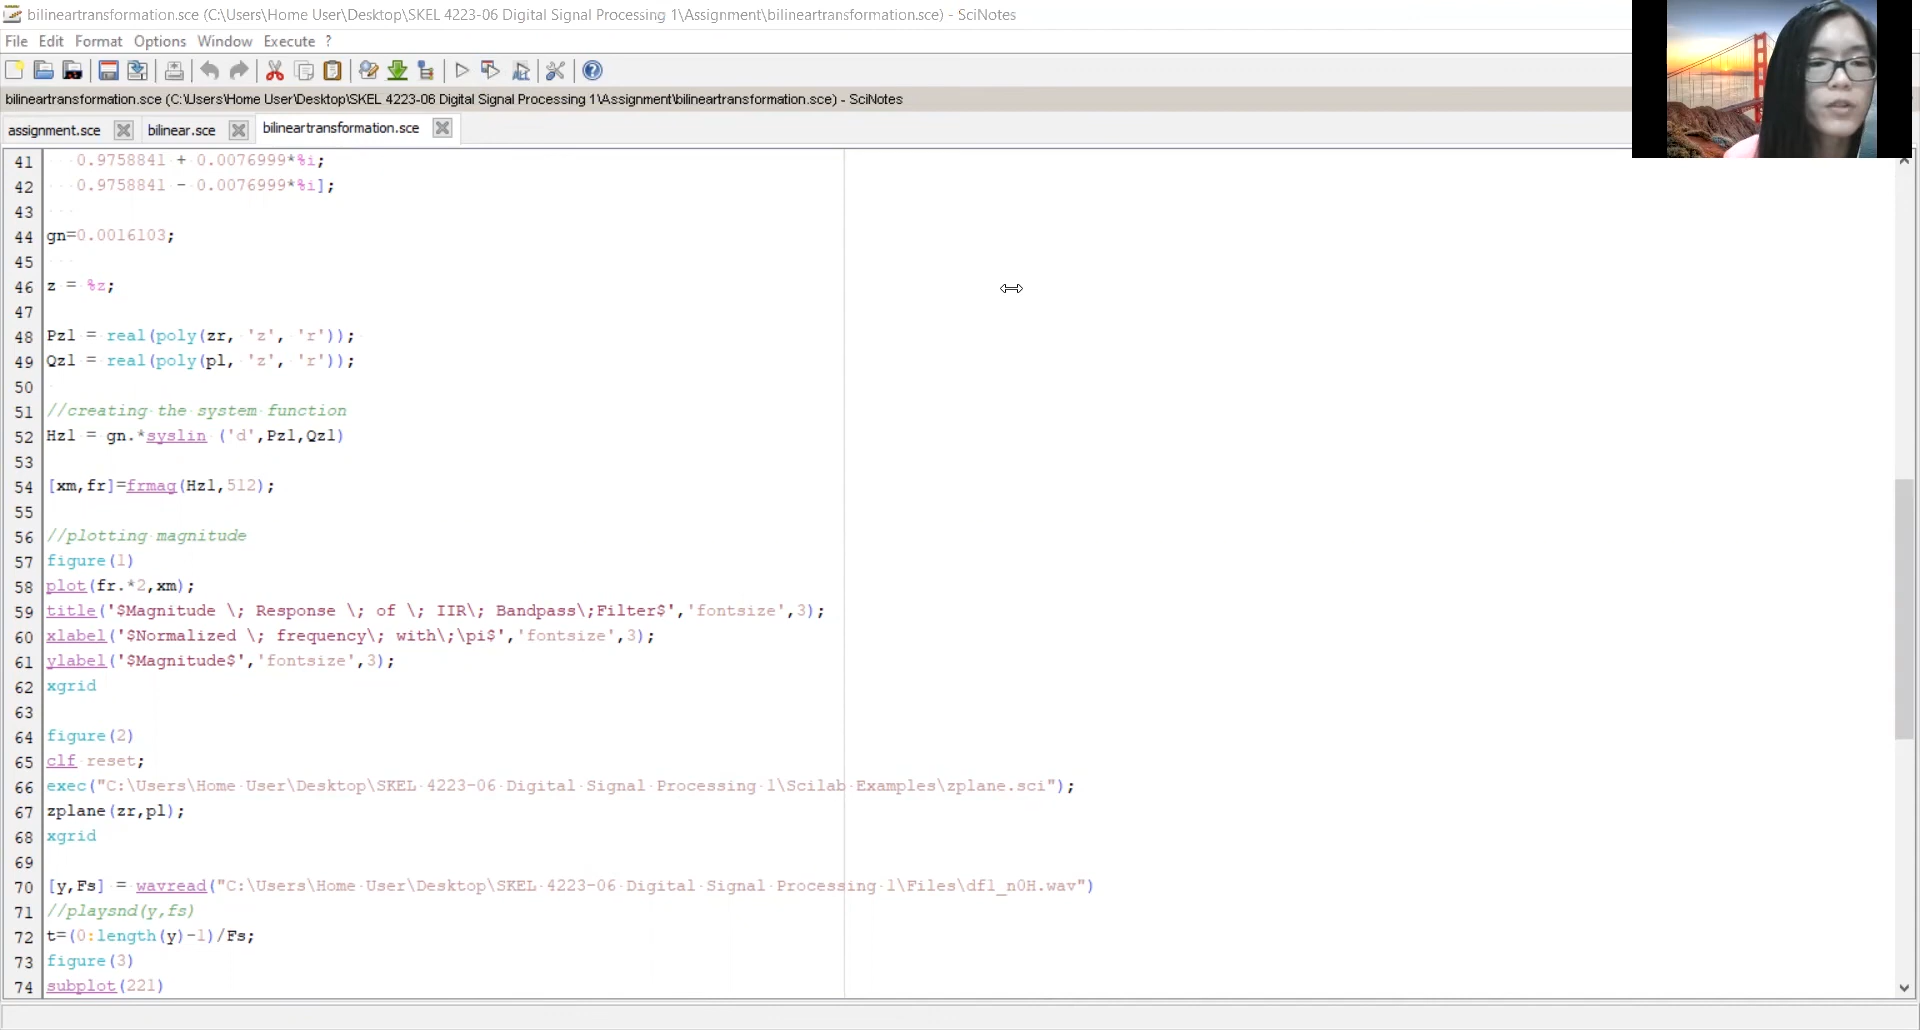 bilineartransformation.sce (C:\Users\Home User\Desktop\SKEL 4223-06 Digital Signal Processing 1\Assignment\bilineartransformation.sce) - SciNotes
File Edit Format Options Window Execute ?
bilineartransformation.sce (C:\Users\Home User\Desktop\SKEL 4223-06 Digital Signal Processing 1\Assignment\bilineartransformation.sce) - SciNotes
assignment.sce bilinear.sce bilineartransformation.sce
41 0.9758841 + 0.0076999*%i;
42 0.9758841 - 0.0076999*%i];
43
44 gn=0.0016103;
45
46 z = %z;
47
48 Pzl = real(poly(zr, 'z', 'r'));
49 Qzl = real(poly(pl, 'z', 'r'));
50
51 //creating the system function
52 Hzl = gn.*syslin ('d',Pzl,Qzl)
53
54 [xm,fr]=frmag(Hzl,512);
55
56 //plotting magnitude
57 figure(1)
58 plot(fr.*2,xm);
59 title('$Magnitude \; Response \; of \; IIR\; Bandpass\;Filter$','fontsize',3);
60 xlabel('$Normalized \; frequency\; with\;\pi$','fontsize',3);
61 ylabel('$Magnitude$','fontsize',3);
62 xgrid
63
64 figure(2)
65 clf reset;
66 exec("C:\Users\Home User\Desktop\SKEL 4223-06 Digital Signal Processing 1\Scilab Examples\zplane.sci");
67 zplane(zr,pl);
68 xgrid
69
70 [y,Fs] = wavread("C:\Users\Home User\Desktop\SKEL 4223-06 Digital Signal Processing 1\Files\df1_n0H.wav")
71 //playsnd(y,fs)
72 t=(0:length(y)-1)/Fs;
73 figure(3)
74 subplot(221)